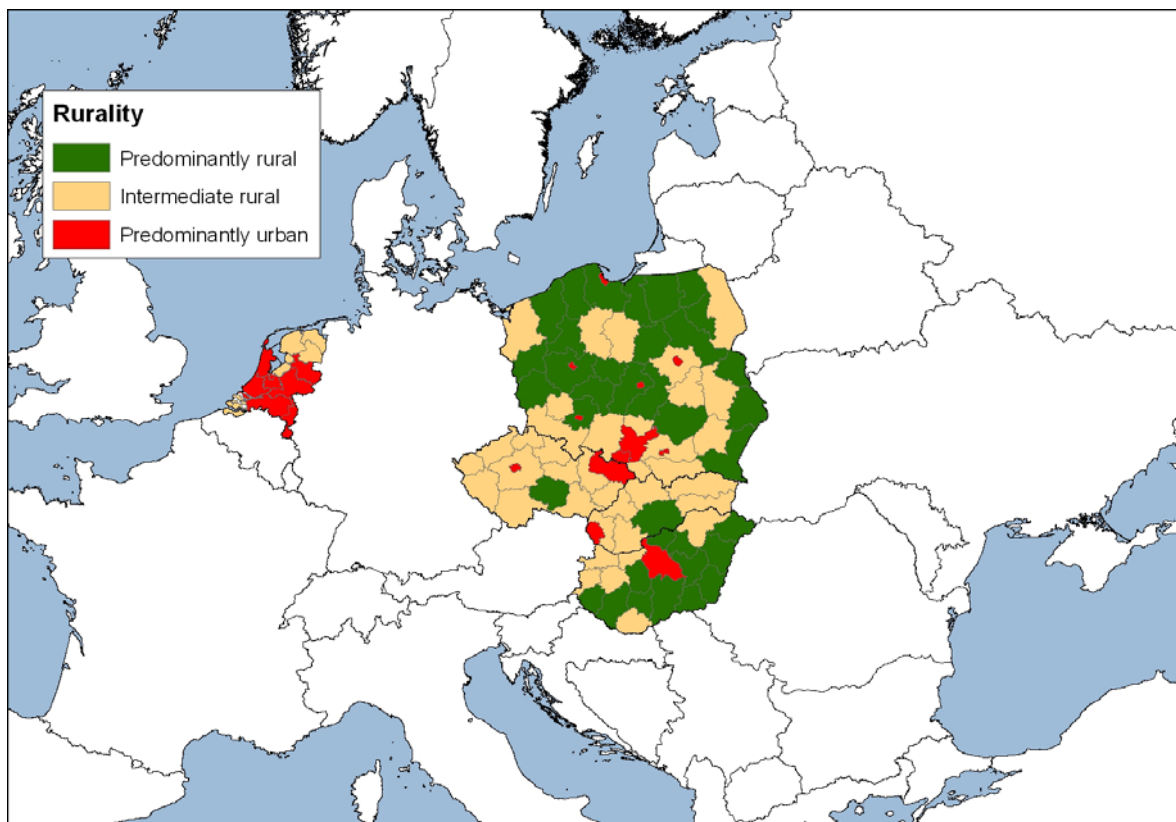 Rurality
Predominantly rural
Intermediate rural
Predominantly urban